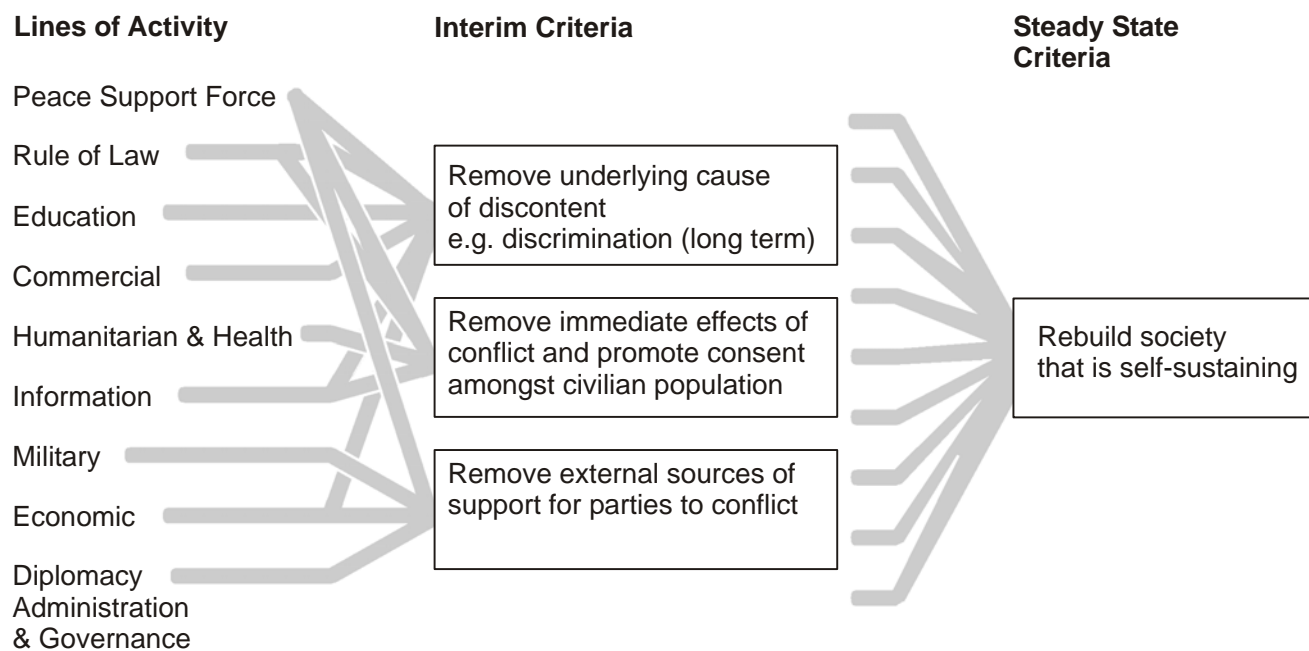 Lines of Activity
Interim Criteria
Steady State
Criteria
Peace Support Force
Rule of Law
Education
Commercial
Humanitarian & Health
Information
Military
Economic
Diplomacy
Administration
& Governance
Remove underlying cause
of discontent
e.g. discrimination (long term)
Remove immediate effects of
conflict and promote consent
amongst civilian population
Remove external sources of
support for parties to conflict
Rebuild society
that is self-sustaining